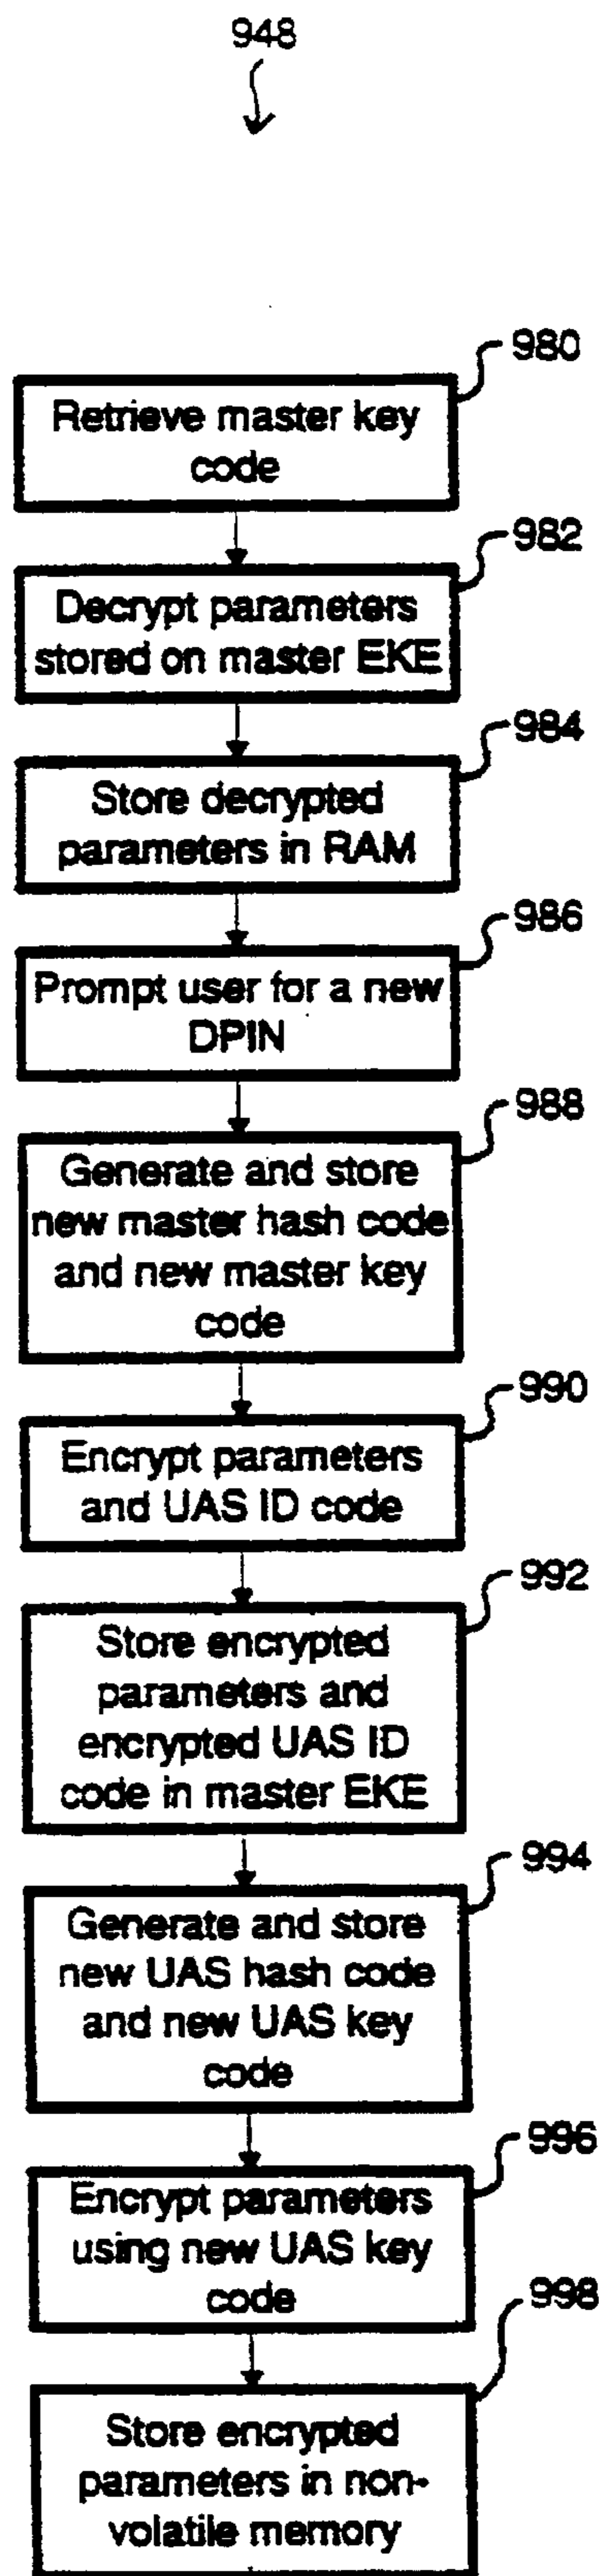 948
980
Retrieve master key
code
982
Decrypt parameters
stored on master EKE
984
Store decrypted
parameters in RAM
986
Prompt user for a new
DPIN
988
Generate and store
new master hash code
and new master key
code
990
Encrypt parameters
and UAS ID code
992
Store encrypted
parameters and
encrypted UAS ID
code in master EKE
994
Generate and store
new UAS hash code
and new UAS key
code
996
Encrypt parameters
using new UAS key
code
998
Store encrypted
parameters in non-
volatile memory